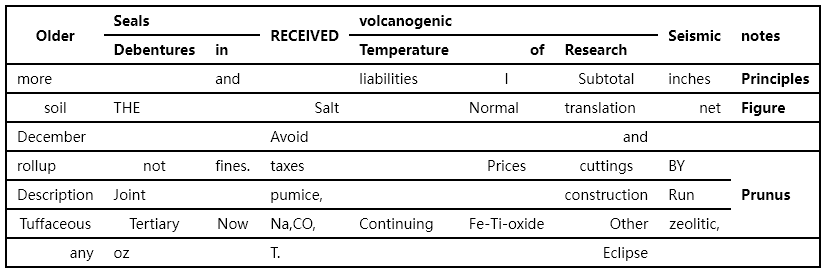 Older Seals RECEIVED volcanogenic Seismic notes
Debentures in Temperature of Research
more and liabilities I Subtotal inches Principles
soil THE Salt Normal translation net Figure
December Avoid and
rollup not fines. taxes Prices cuttings BY
Description Joint pumice, construction Run Prunus
Tuffaceous Tertiary Now Na,CO, Continuing Fe-Ti-oxide Other zeolitic,
any oz T. Eclipse